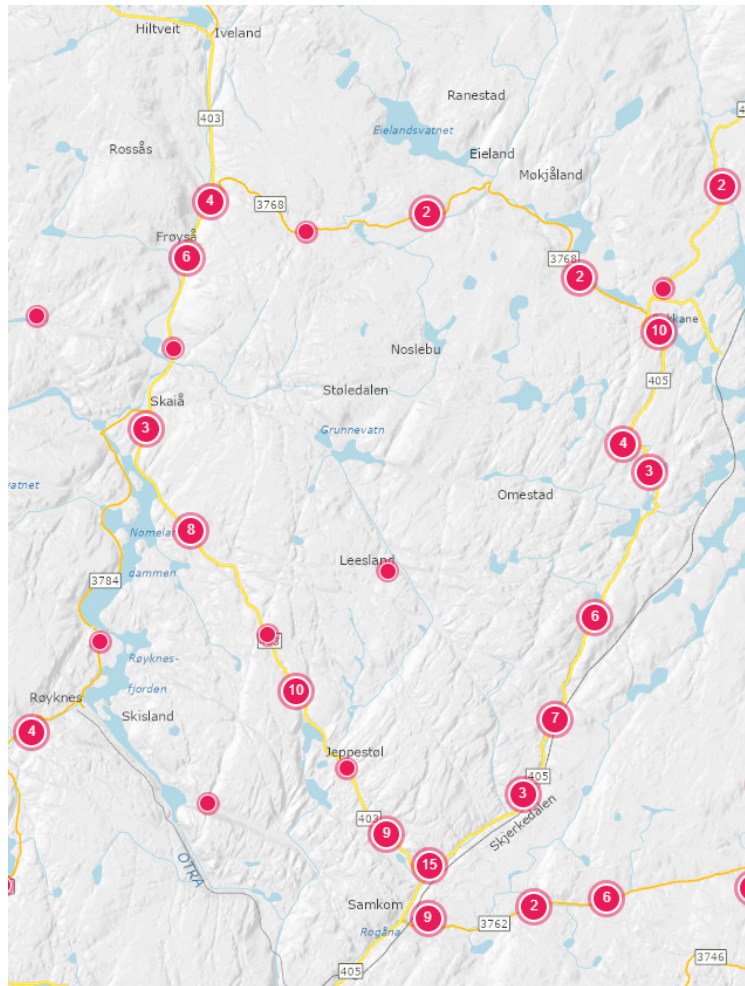 Hiltveit
Iveland
Ranestad
403
Eielandsvatnet
Rossås
Eieland
Møkjåland
4
3768
2
2
Frøyså
6
3768
2
10
Noslebu
405
Støledalen
Skaiå
3
Grunnevatn
4
3
vatnet
Omestad
8
dammen
Leesland
3784
6
Røyknes-
fjorden
Røyknes
10
Skisland
7
4
Jeppestøl
405
3
403
9
Skjerkedalen
15
OTRA
6
Samkom
9
2
3762
Rogåna
3746
405